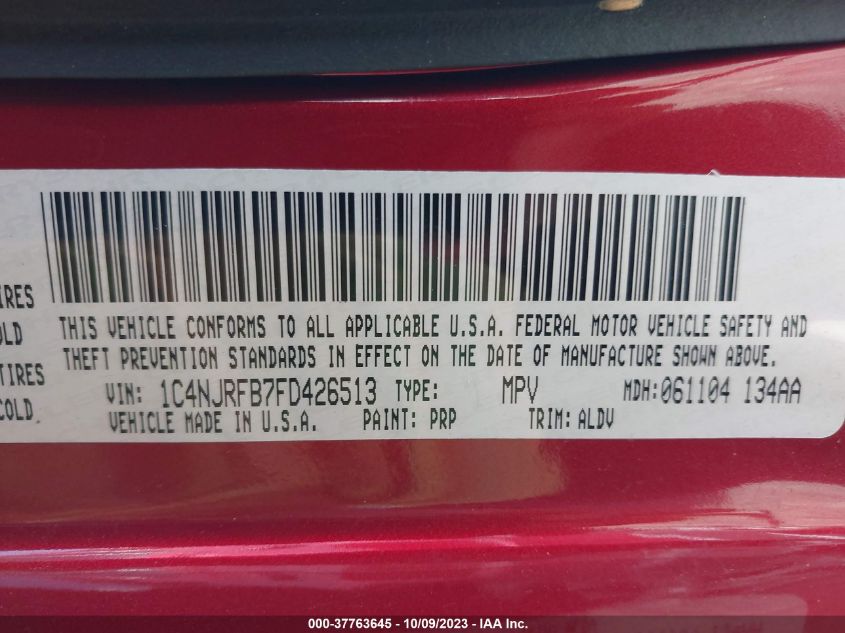 IRES
OLD
TIRES
COLD
THIS VEHICLE CONFORMS TO ALL APPLICABLE U.S.A. FEDERAL MOTOR VEHICLE SAFETY AND
THEFT PREVENTION STANDARDS IN EFFECT ON THE DATE OF MANUFACTURE SHOWN ABOVE.
VIN: 1C4NJRFB7FD426513 TYPE: MPV MDH:061104 134AA
VEHICLE MADE IN U.S.A. PAINT: PRP TRIM: ALDV
000-37763645 - 10/09/2023 - IAA Inc.